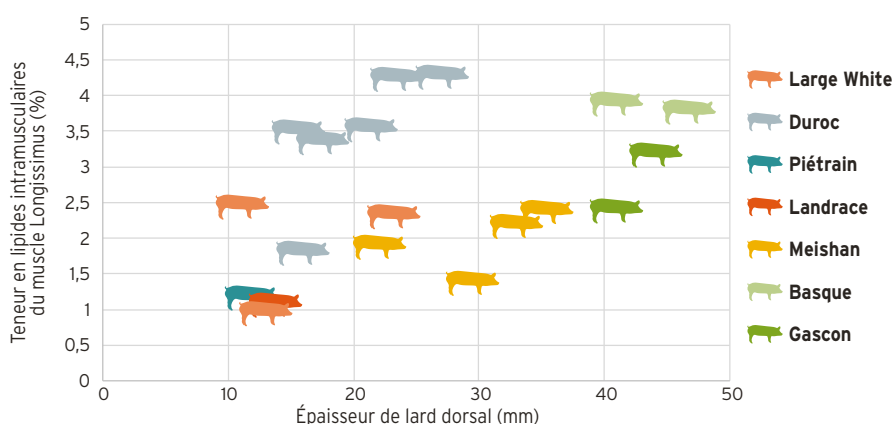 Teneur en lipides intramusculaires
du muscle Longissimus (%)
5
4,5
4
3,5
3
2,5
2
1,5
1
0,5
0
0 10 20 30 40 50
Épaisseur de lard dorsal (mm)
Large White
Duroc
Piétrain
Landrace
Meishan
Basque
Gascon